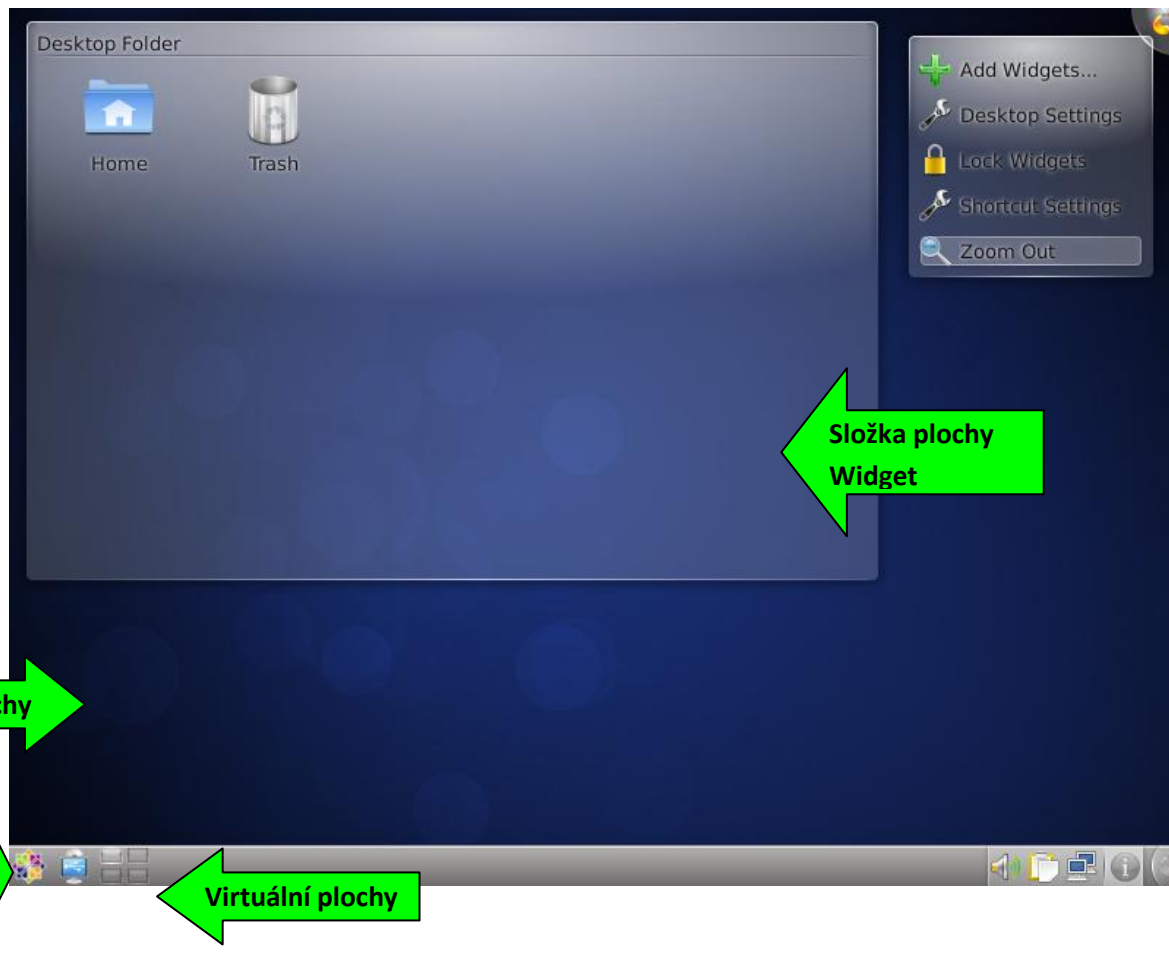 Desktop Folder
Home
Trash
Add Widgets...
Desktop Settings
Lock Widgets
Shortcut Settings
Zoom Out
Složka plochy
Widget
hy
Virtuální plochy